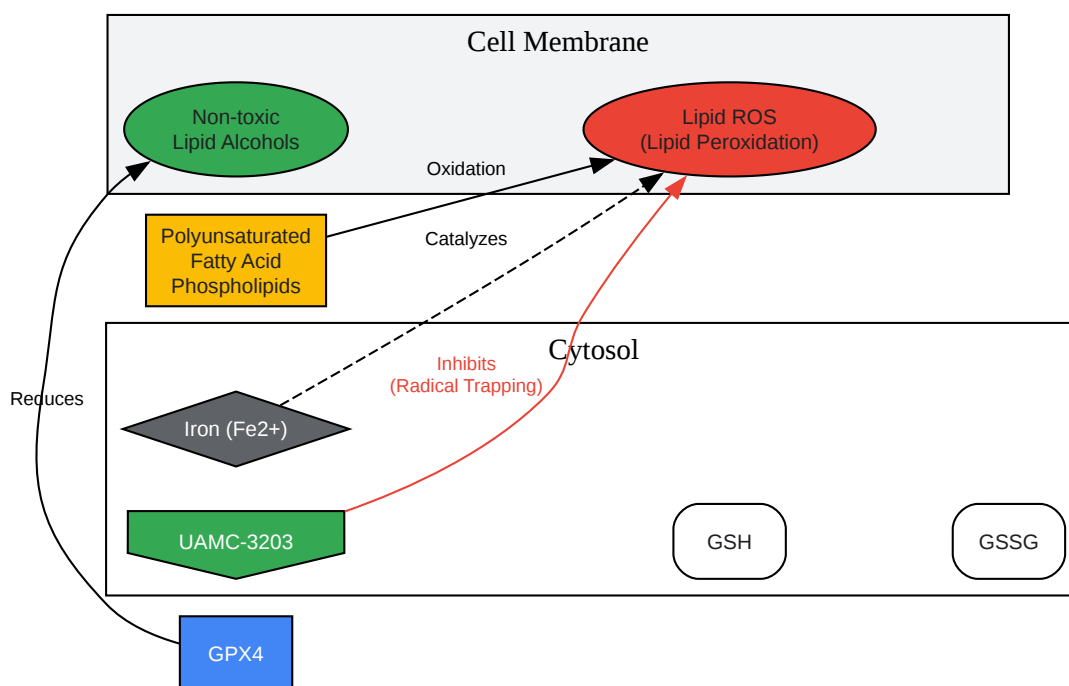 Cell Membrane
Non-toxic
Lipid Alcohols
Lipid ROS
(Lipid Peroxidation)
Oxidation
Polyunsaturated
Fatty Acid
Phospholipids
Catalyzes
Cytosol
Inhibits
(Radical Trapping)
Reduces
Iron (Fe2+)
UAMC-3203
GSH
GSSG
GPX4